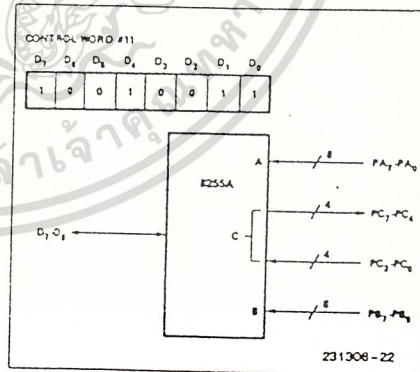 CONTROL WORD #11
D7 D6 D5 D4 D3 D2 D1 D0
1 0 0 1 0 0 1 1
A 8 PA7-PA0
8255A
4 PC7-PC4
D7-D0 C
4 PC3-PC0
B 8 PB7-PB0
231308-22